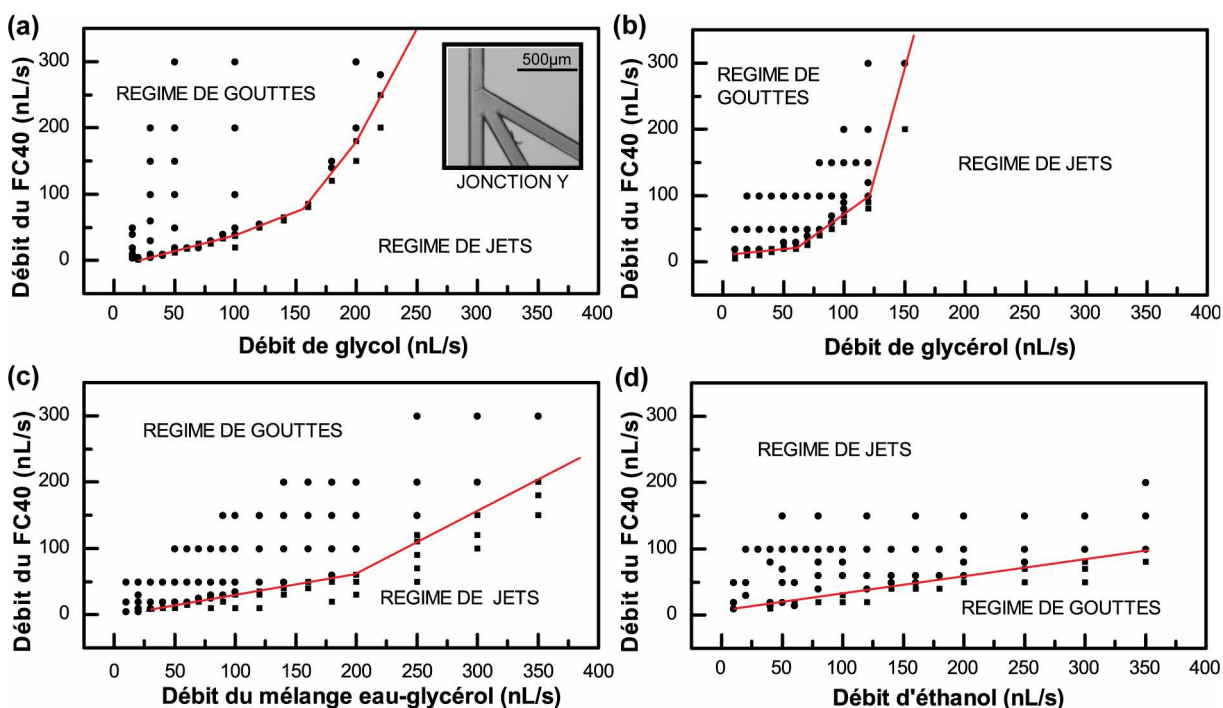 (a)
Débit du FC40 (nL/s)
300
200
100
0
REGIME DE GOUTTES
500µm
JONCTION Y
REGIME DE JETS
0 50 100 150 200 250 300 350 400
Débit de glycol (nL/s)
(b)
Débit du FC40 (nL/s)
300
200
100
0
REGIME DE
GOUTTES
REGIME DE JETS
0 50 100 150 200 250 300 350 400
Débit de glycérol (nL/s)
(c)
Débit du FC40 (nL/s)
300
200
100
0
REGIME DE GOUTTES
REGIME DE JETS
0 50 100 150 200 250 300 350 400
Débit du mélange eau-glycérol (nL/s)
(d)
Débit du FC40 (nL/s)
300
200
100
0
REGIME DE JETS
REGIME DE GOUTTES
0 50 100 150 200 250 300 350 400
Débit d'éthanol (nL/s)